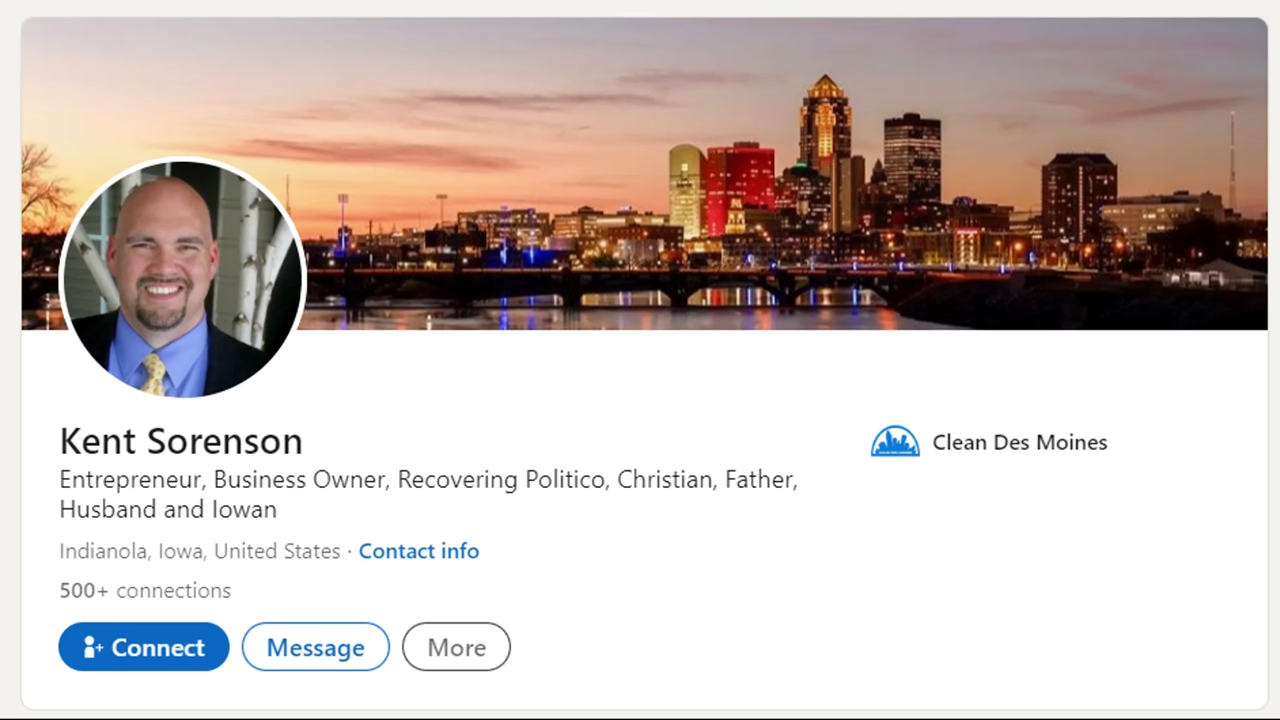 Kent Sorenson
Clean Des Moines
Entrepreneur, Business Owner, Recovering Politico, Christian, Father,
Husband and Iowan
Indianola, Iowa, United States · Contact info
500+ connections
Connect
Message
More